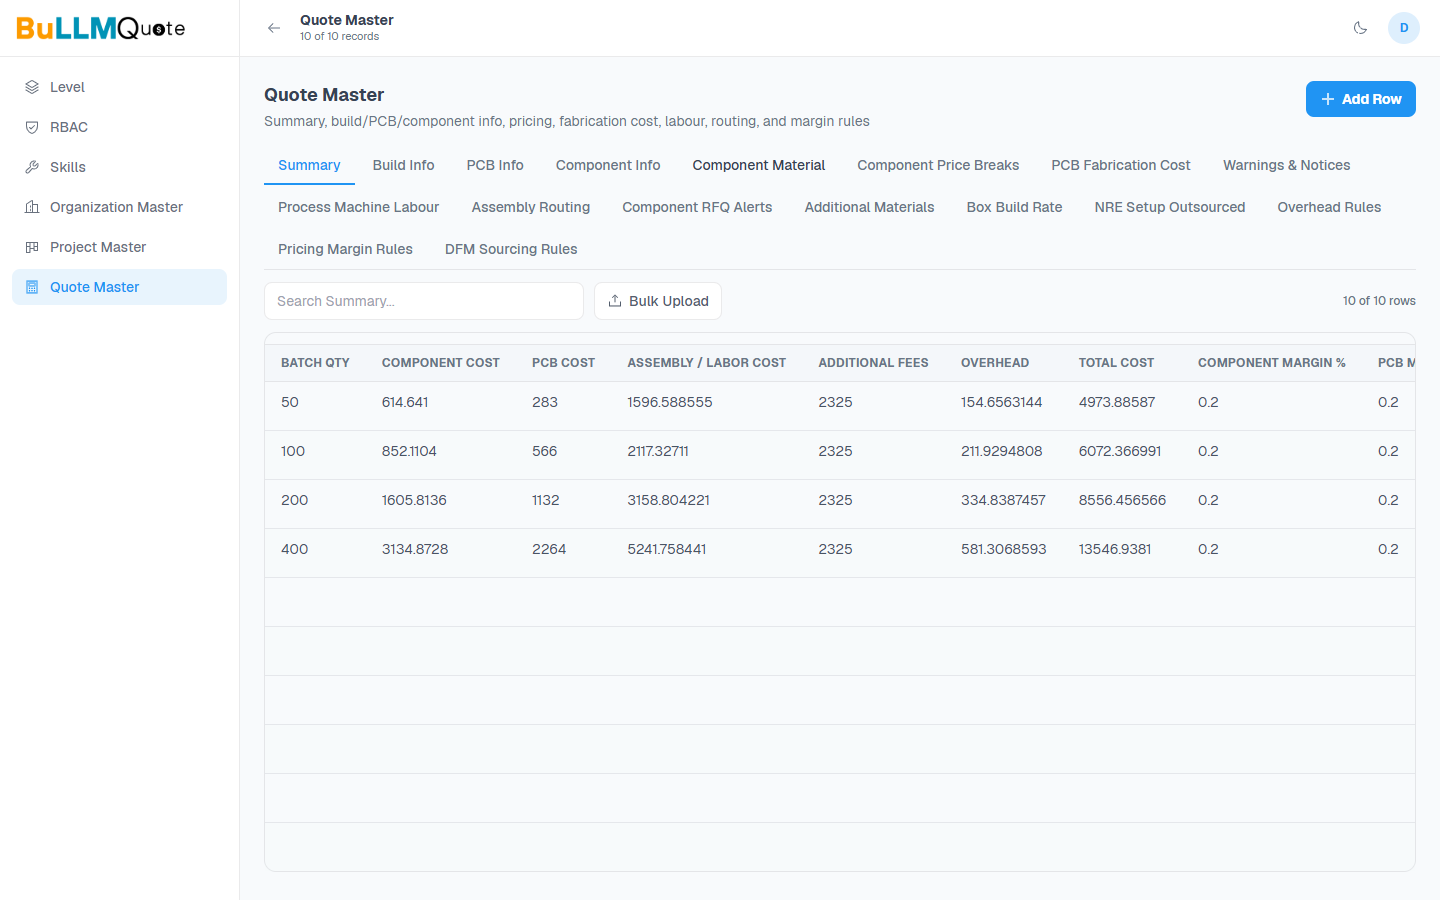 BuLLMQuote
Quote Master
10 of 10 records
D
Level
RBAC
Skills
Organization Master
Project Master
Quote Master
Quote Master
Summary, build/PCB/component info, pricing, fabrication cost, labour, routing, and margin rules
Add Row
Summary Build Info PCB Info Component Info Component Material Component Price Breaks PCB Fabrication Cost Warnings & Notices
Process Machine Labour Assembly Routing Component RFQ Alerts Additional Materials Box Build Rate NRE Setup Outsourced Overhead Rules
Pricing Margin Rules DFM Sourcing Rules
Search Summary... Bulk Upload 10 of 10 rows
BATCH QTY COMPONENT COST PCB COST ASSEMBLY / LABOR COST ADDITIONAL FEES OVERHEAD TOTAL COST COMPONENT MARGIN % PCB M
50 614.641 283 1596.588555 2325 154.6563144 4973.88587 0.2 0.2
100 852.1104 566 2117.32711 2325 211.9294808 6072.366991 0.2 0.2
200 1605.8136 1132 3158.804221 2325 334.8387457 8556.456566 0.2 0.2
400 3134.8728 2264 5241.758441 2325 581.3068593 13546.9381 0.2 0.2